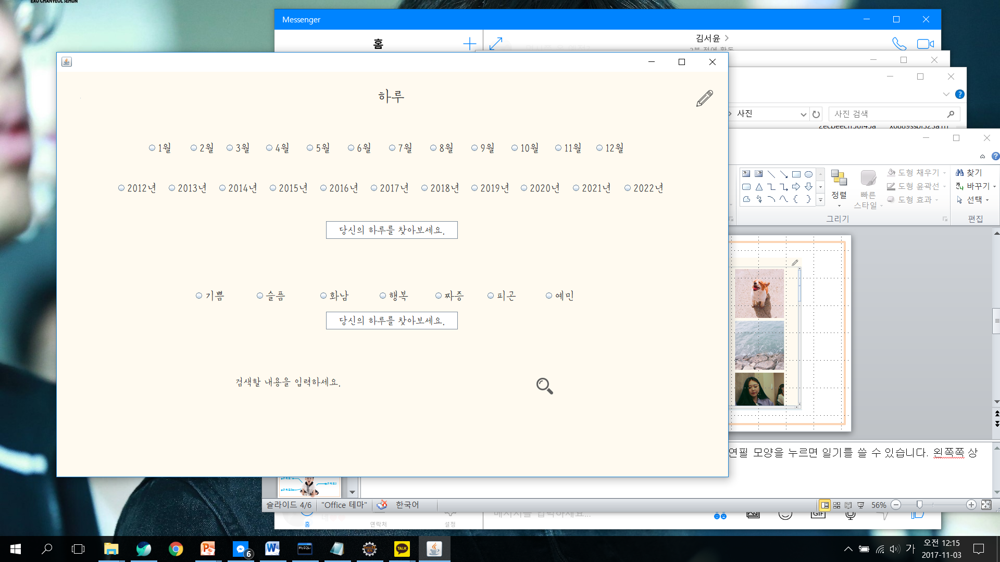 EXO CHANYEOL SEHUN
Messenger
홈
김서윤
하루
1월 2월 3월 4월 5월 6월 7월 8월 9월 10월 11월 12월
2012년 2013년 2014년 2015년 2016년 2017년 2018년 2019년 2020년 2021년 2022년
당신의 하루를 찾아보세요.
기쁨 슬픔 화남 행복 짜증 피곤 예민
당신의 하루를 찾아보세요.
검색할 내용을 입력하세요.
사진
사진 검색
정렬
빠른
스타일
도형 채우기
도형 윤곽선
도형 효과
그리기
찾기
바꾸기
선택
편집
연필 모양을 누르면 일기를 쓸 수 있습니다. 왼쪽쪽 상
슬라이드 4/6 "Office 테마" 한국어
56%
홈
연락처
설정
메시지를 입력하세요...
GIF
6
MySQL
TALK
가
오전 12:15
2017-11-03